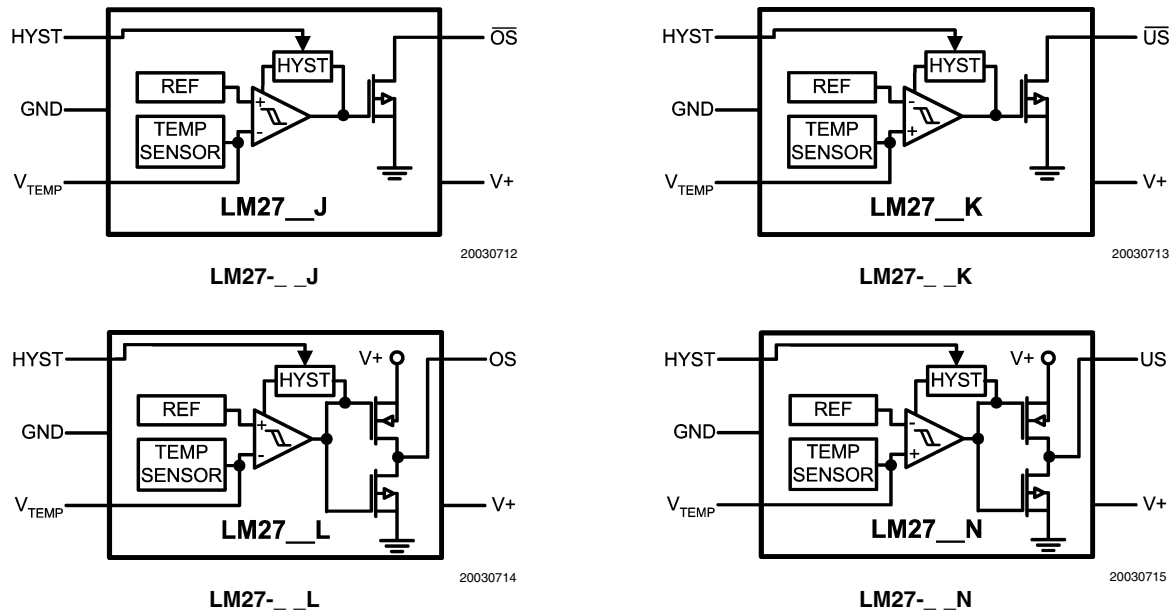 HYST
OS
HYST
REF
+
GND
TEMP
SENSOR
-
VTEMP
V+
LM27__J
20030712
LM27-_ _J
HYST
US
HYST
REF
-
GND
TEMP
SENSOR
+
VTEMP
V+
LM27__K
20030713
LM27-_ _K
HYST
V+
OS
HYST
REF
+
GND
TEMP
SENSOR
-
VTEMP
V+
LM27__L
20030714
LM27-_ _L
HYST
V+
US
HYST
REF
-
GND
TEMP
SENSOR
+
VTEMP
V+
LM27__N
20030715
LM27-_ _N